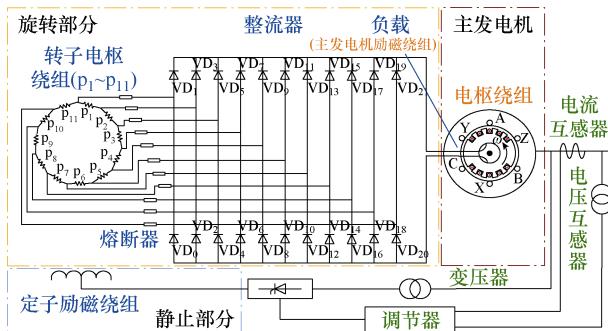 旋转部分
整流器
负载
主发电机
(主发电机励磁绕组)
转子电枢
绕组(p1~p11)
VD3
VD7
VD11
VD15
VD19
VD1
VD5
VD9
VD13
VD17
VD21
p11
p1
p2
p3
p4
p5
p6
p7
p8
p9
p10
电枢绕组
A
Y
Z
ω
C
B
X
电流
互感器
电压互感器
熔断器
VD2
VD6
VD10
VD14
VD18
VD0
VD4
VD8
VD12
VD16
VD20
定子励磁绕组
静止部分
变压器
调节器